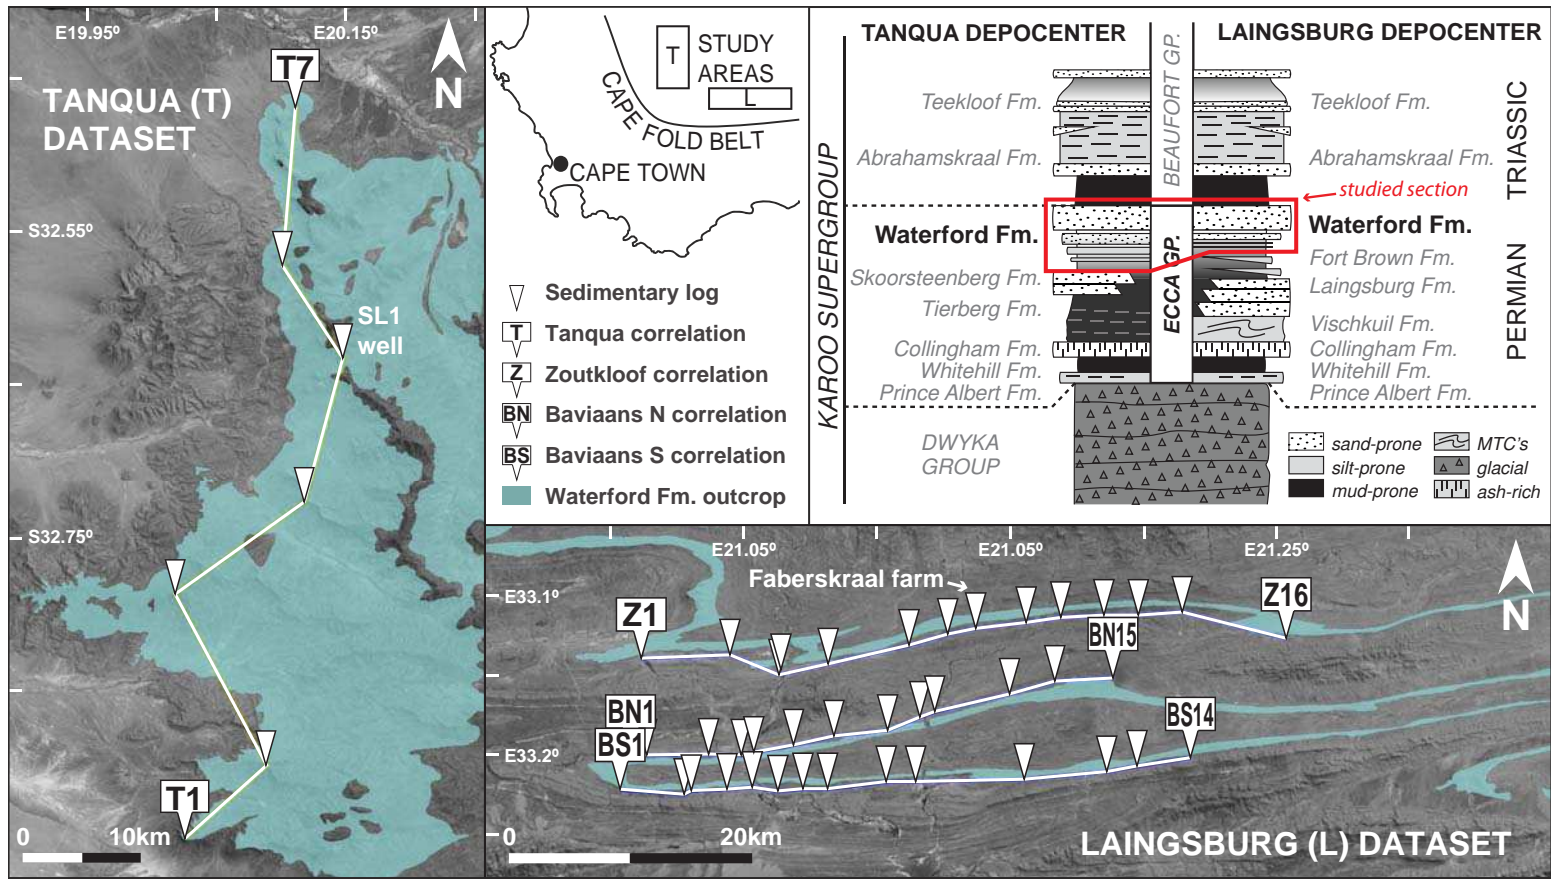 E19.95º
E20.15º
T7
N
TANQUA (T)
DATASET
S32.55º
SL1
well
S32.75º
T1
0
10km
T
STUDY
AREAS
L
CAPE FOLD BELT
CAPE TOWN
Sedimentary log
T
Tanqua correlation
Z
Zoutkloof correlation
BN
Baviaans N correlation
BS
Baviaans S correlation
Waterford Fm. outcrop
TANQUA DEPOCENTER
LAINGSBURG DEPOCENTER
KAROO SUPERGROUP
BEAUFORT GP.
ECCA GP.
TRIASSIC
PERMIAN
Teekloof Fm.
Teekloof Fm.
Abrahamskraal Fm.
Abrahamskraal Fm.
studied section
Waterford Fm.
Waterford Fm.
Fort Brown Fm.
Skoorsteenberg Fm.
Laingsburg Fm.
Tierberg Fm.
Vischkuil Fm.
Collingham Fm.
Collingham Fm.
Whitehill Fm.
Whitehill Fm.
Prince Albert Fm.
Prince Albert Fm.
DWYKA
GROUP
sand-prone
MTC's
silt-prone
glacial
mud-prone
ash-rich
E21.05º
E21.05º
E21.25º
Faberskraal farm
N
E33.1º
Z1
Z16
BN15
BN1
BS1
BS14
E33.2º
0
20km
LAINGSBURG (L) DATASET